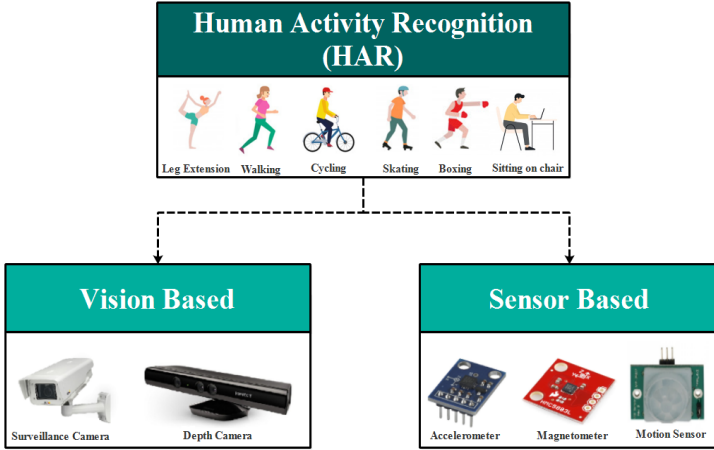 Human Activity Recognition
(HAR)
Leg Extension
Walking
Cycling
Skating
Boxing
Sitting on chair
Vision Based
Surveillance Camera
Depth Camera
Sensor Based
Accelerometer
Magnetometer
Motion Sensor